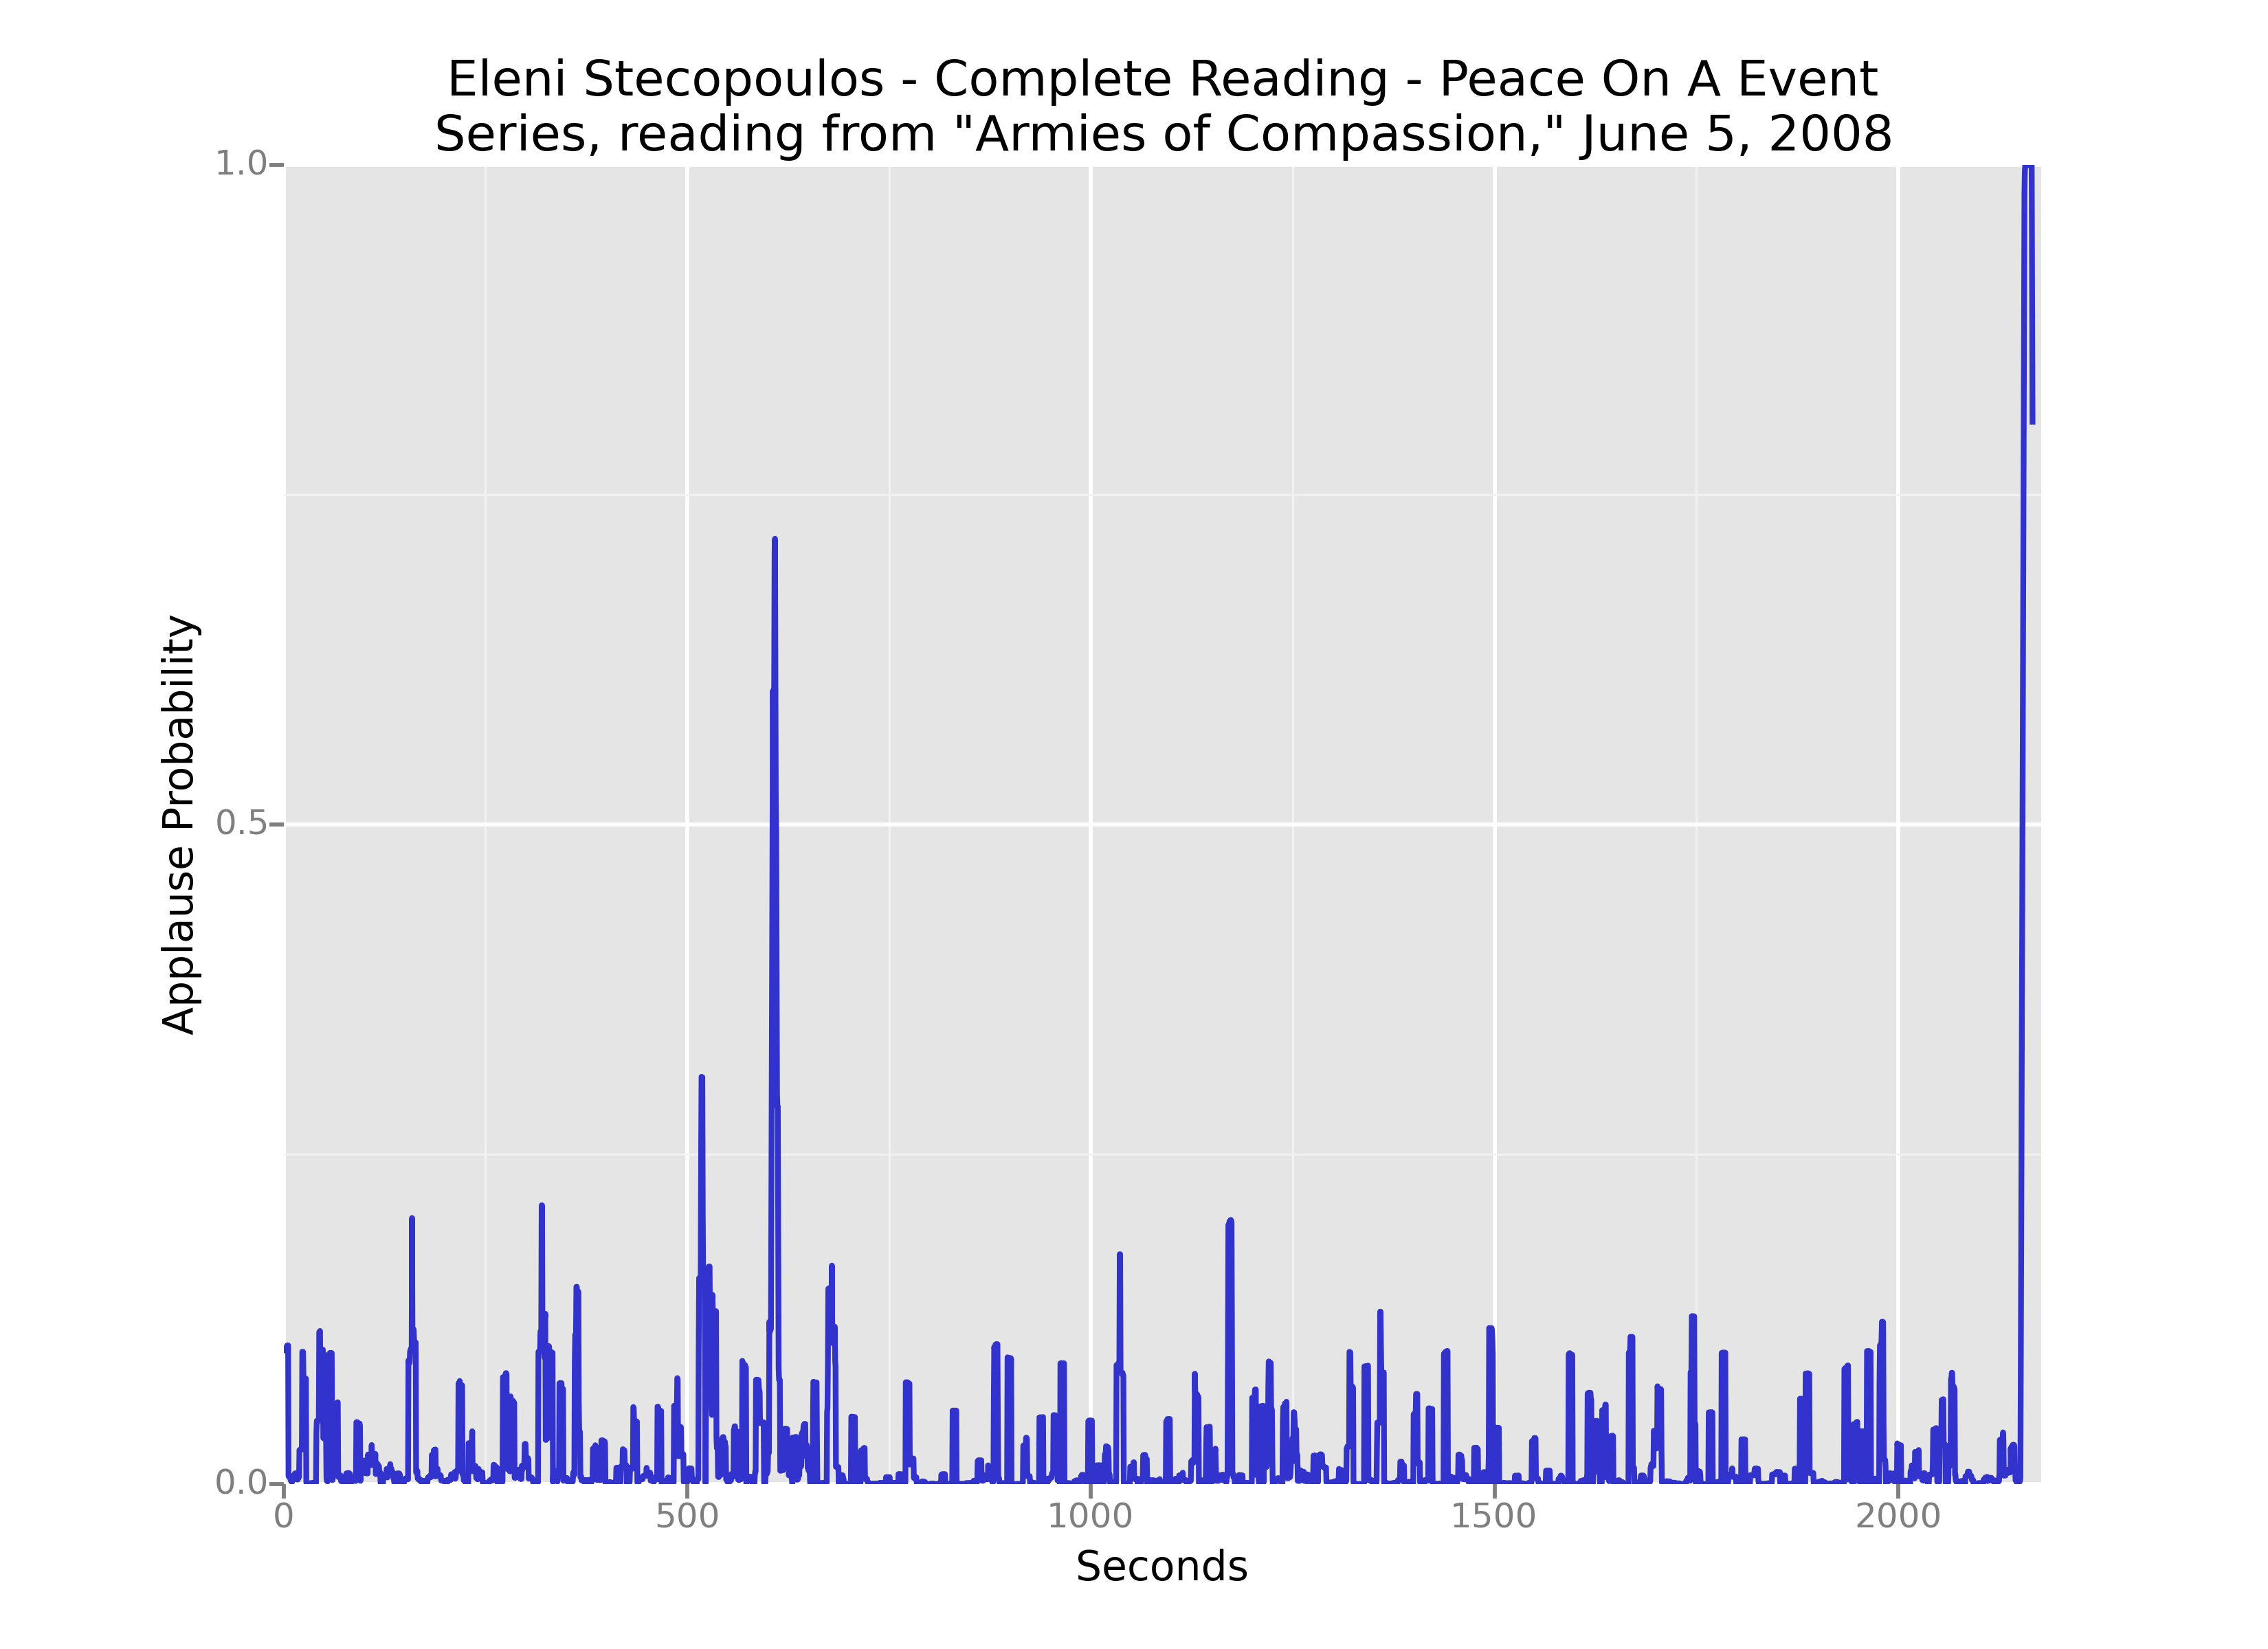 Eleni Stecopoulos - Complete Reading - Peace On A Event
Series, reading from "Armies of Compassion," June 5, 2008
1.0
0.5
0.0
Applause Probability
0
500
1000
1500
2000
Seconds